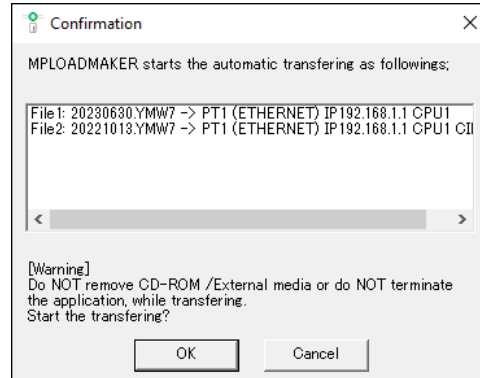 Confirmation
MPLOADMAKER starts the automatic transfering as followings;
File1: 20230630.YMW7 -> PT1 (ETHERNET) IP192.168.1.1 CPU1
File2: 20221013.YMW7 -> PT1 (ETHERNET) IP192.168.1.1 CPU1
[Warning]
Do NOT remove CD-ROM /External media or do NOT terminate
the application, while transfering.
Start the transfering?
OK
Cancel